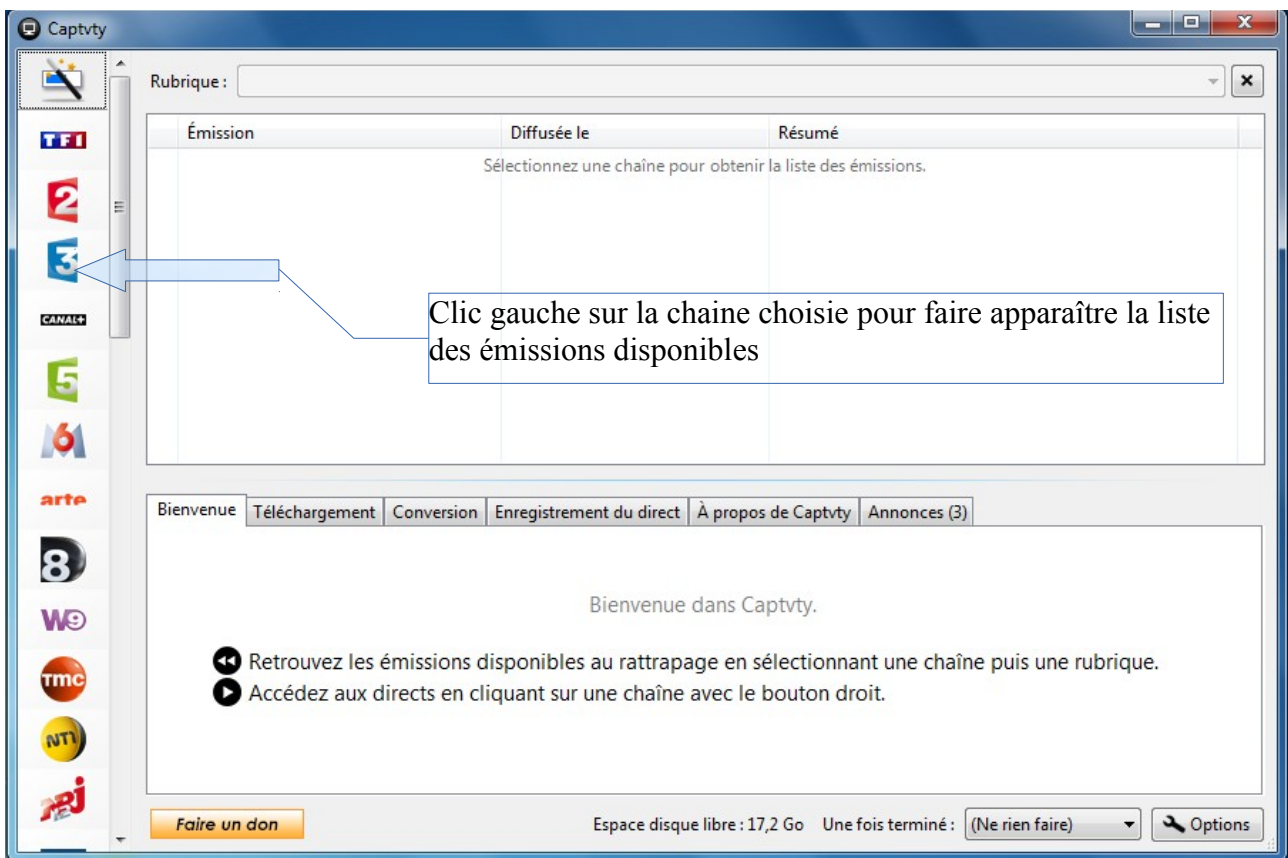 Captvty
Rubrique :
TF1
2
3
CANAL+
5
M6
arte
D8
W9
TMC
NT1
NRJ
Émission Diffusée le Résumé
Sélectionnez une chaîne pour obtenir la liste des émissions.
Clic gauche sur la chaine choisie pour faire apparaître la liste
des émissions disponibles
Bienvenue Téléchargement Conversion Enregistrement du direct À propos de Captvty Annonces (3)
Bienvenue dans Captvty.
Retrouvez les émissions disponibles au rattrapage en sélectionnant une chaîne puis une rubrique.
Accédez aux directs en cliquant sur une chaîne avec le bouton droit.
Faire un don Espace disque libre : 17,2 Go Une fois terminé : (Ne rien faire) Options